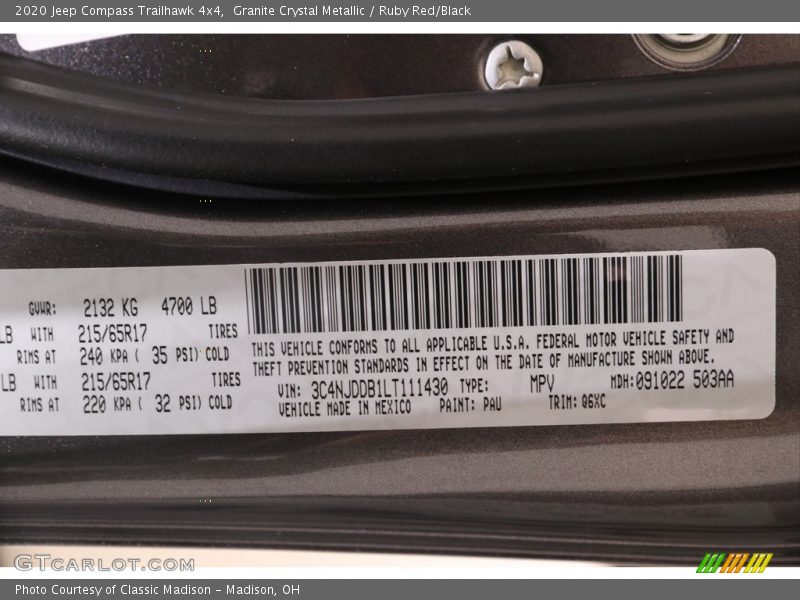 2020 Jeep Compass Trailhawk 4x4, Granite Crystal Metallic / Ruby Red/Black
GVWR: 2132 KG 4700 LB
LB WITH 215/65R17 TIRES
RIMS AT 240 KPA ( 35 PSI) COLD
LB WITH 215/65R17 TIRES
RIMS AT 220 KPA ( 32 PSI) COLD
THIS VEHICLE CONFORMS TO ALL APPLICABLE U.S.A. FEDERAL MOTOR VEHICLE SAFETY AND
THEFT PREVENTION STANDARDS IN EFFECT ON THE DATE OF MANUFACTURE SHOWN ABOVE.
VIN: 3C4NJDDB1LT111430 TYPE: MPV MDH:091022 503AA
VEHICLE MADE IN MEXICO PAINT: PAU TRIM: Q6XC
GTCARLOT.COM
Photo Courtesy of Classic Madison - Madison, OH